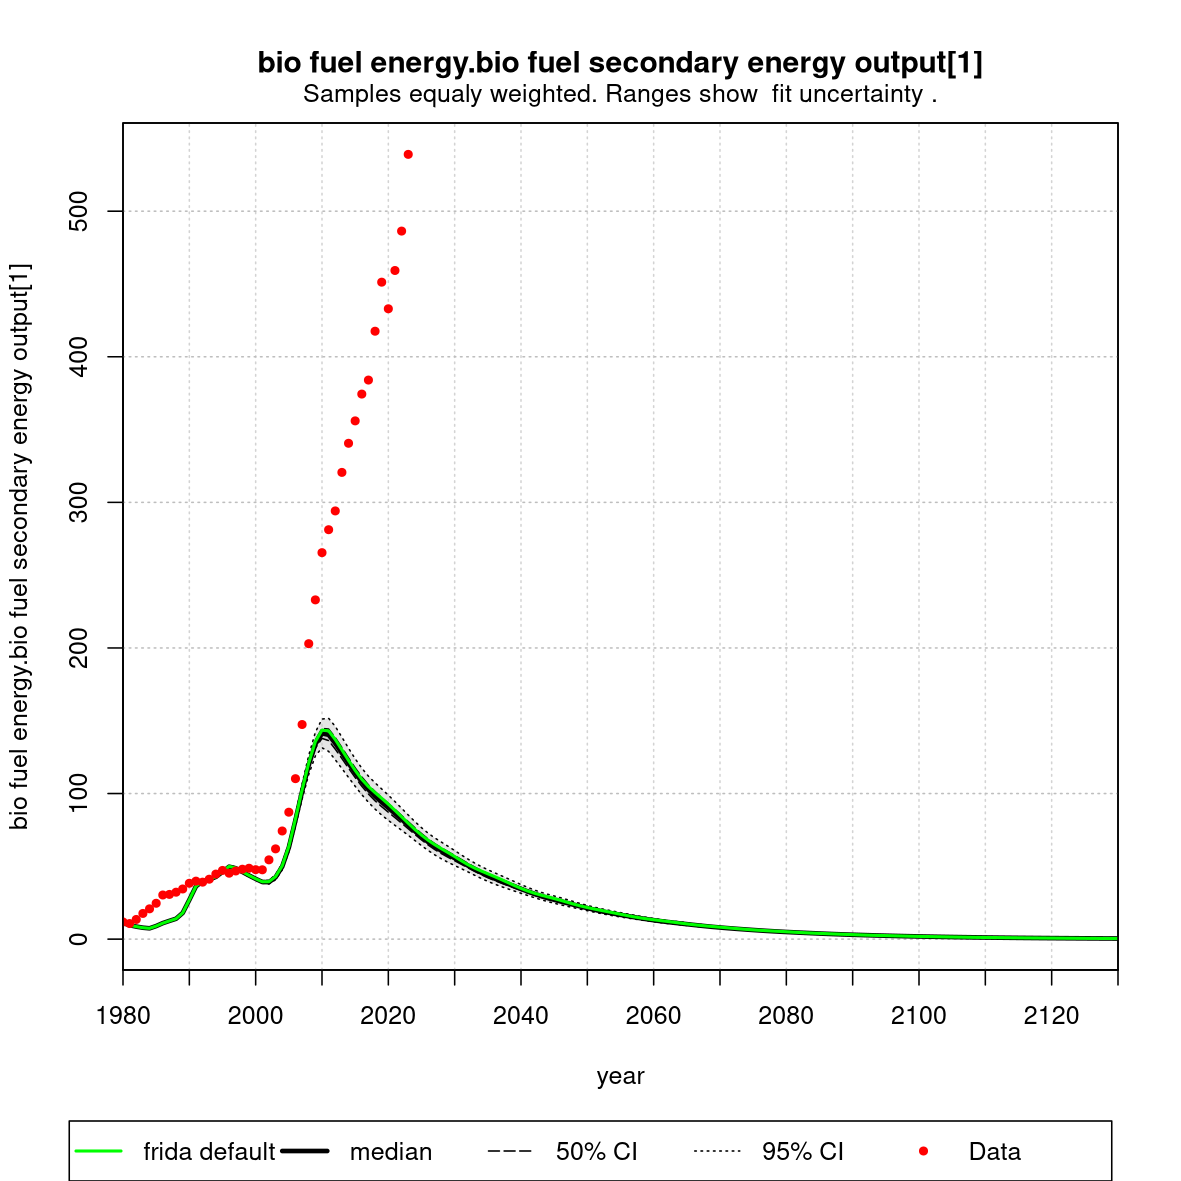 bio fuel energy.bio fuel secondary energy output[1]
Samples equaly weighted. Ranges show  fit uncertainty .
bio fuel energy.bio fuel secondary energy output[1]
500
400
300
200
100
0
1980 2000 2020 2040 2060 2080 2100 2120
year
frida default median 50% CI 95% CI Data